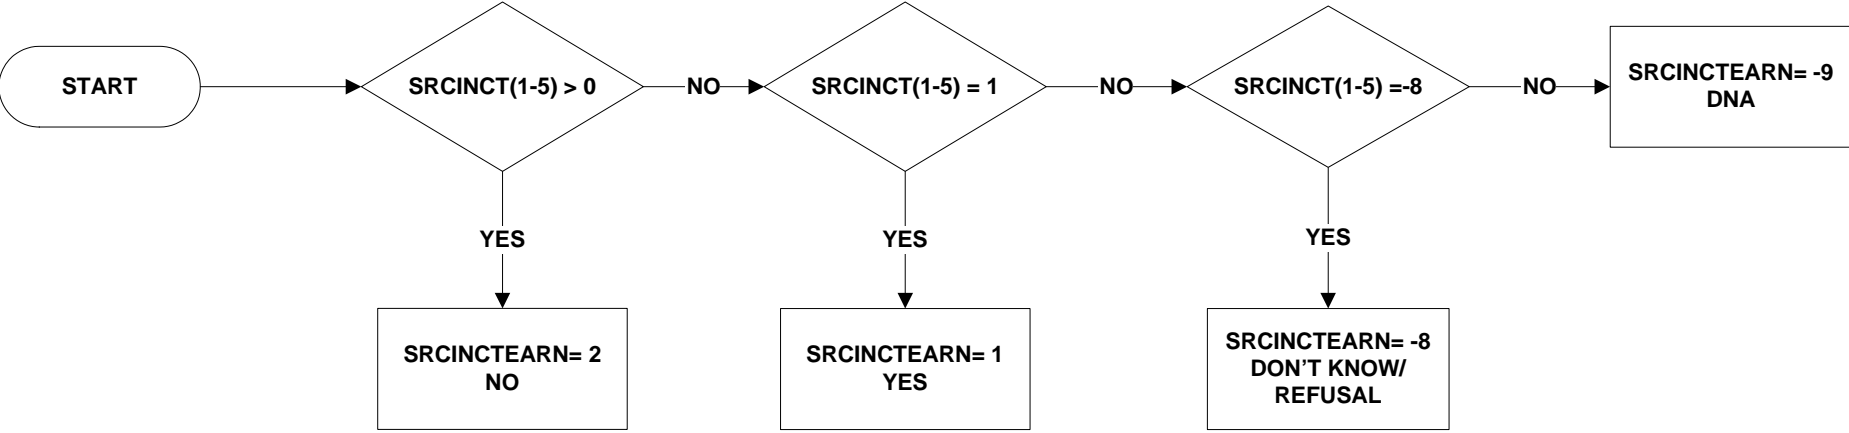 START
SRCINCT(1-5) > 0
NO
SRCINCT(1-5) = 1
NO
SRCINCT(1-5) =-8
NO
SRCINCTEARN= -9
DNA
YES
YES
YES
SRCINCTEARN= 2
NO
SRCINCTEARN= 1
YES
SRCINCTEARN= -8
DON'T KNOW/
REFUSAL